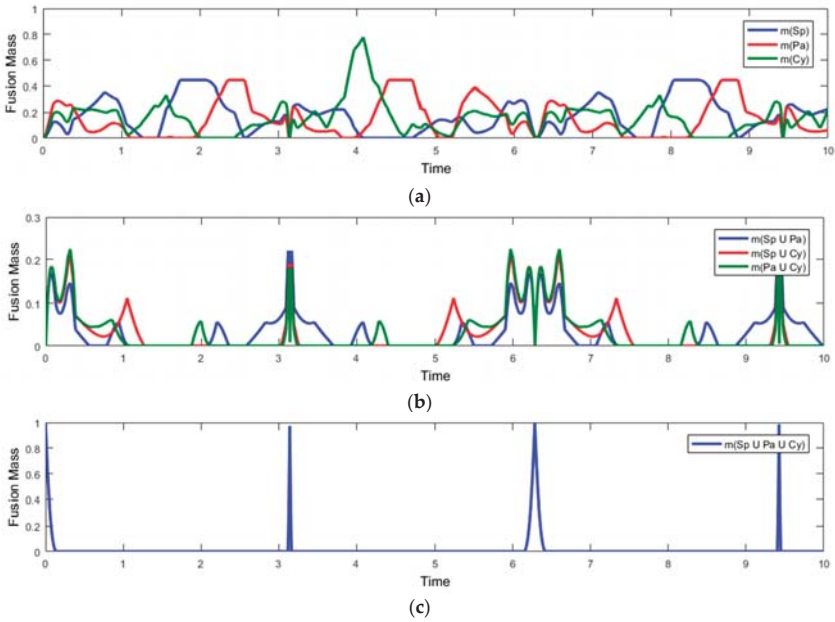 1
0.8
0.6
0.4
0.2
0
Fusion Mass
m(Sp)
m(Pa)
m(Cy)
0 1 2 3 4 5 6 7 8 9 10
Time
(a)
0.3
0.2
0.1
0
Fusion Mass
m(Sp U Pa)
m(Sp U Cy)
m(Pa U Cy)
0 1 2 3 4 5 6 7 8 9 10
Time
(b)
1
0.8
0.6
0.4
0.2
0
Fusion Mass
m(Sp U Pa U Cy)
0 1 2 3 4 5 6 7 8 9 10
Time
(c)